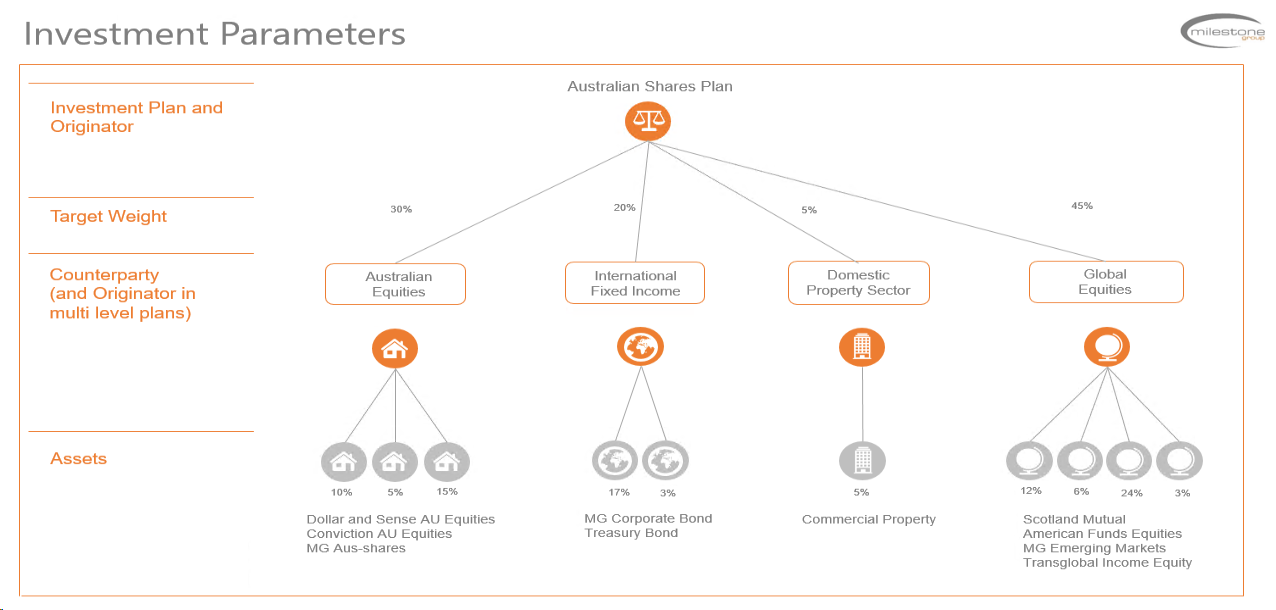 Investment Parameters
milestone
group
Australian Shares Plan
Investment Plan and
Originator
Target Weight
30%
20%
5%
45%
Counterparty
(and Originator in
multi level plans)
Australian
Equities
International
Fixed Income
Domestic
Property Sector
Global
Equities
Assets
10%
5%
15%
17%
3%
5%
12%
6%
24%
3%
Dollar and Sense AU Equities
Conviction AU Equities
MG Aus-shares
MG Corporate Bond
Treasury Bond
Commercial Property
Scotland Mutual
American Funds Equities
MG Emerging Markets
Transglobal Income Equity